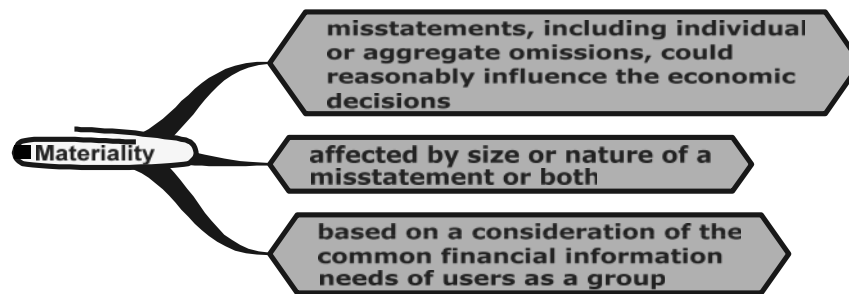 misstatements, including individual
or aggregate omissions, could
reasonably influence the economic
decisions
Materiality
affected by size or nature of a
misstatement or both
based on a consideration of the
common financial information
needs of users as a group